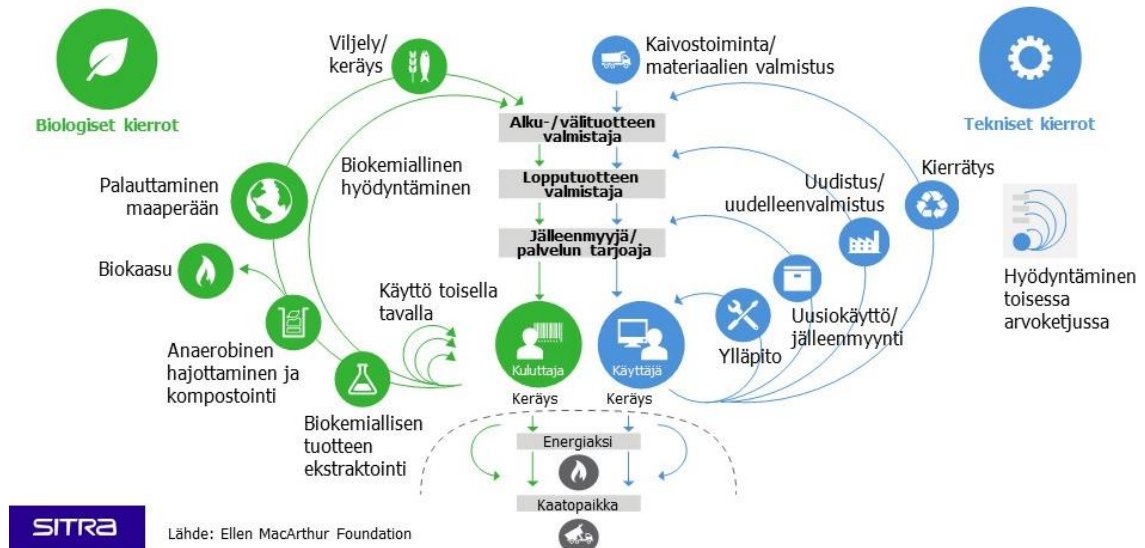 Viljely/
keräys
Kaivostoiminta/
materiaalien valmistus
Biologiset kierrot
Tekniset kierrot
Alku-/välituotteen
valmistaja
Biokemiallinen
hyödyntäminen
Lopputuotteen
valmistaja
Kierrätys
Palauttaminen
maaperään
Uudistus/
uudelleenvalmistus
Jälleenmyyjä/
palvelun tarjoaja
Biokaasu
Käyttö toisella
tavalla
Hyödyntäminen
toisessa
arvoketjussa
Uusiokäyttö/
jälleenmyynti
Ylläpito
Anaerobinen
hajottaminen ja
kompostointi
Kuluttaja
Käyttäjä
Keräys
Keräys
Biokemiallisen
tuotteen
ekstraktointi
Energiaksi
Kaatopaikka
SITRA
Lähde: Ellen MacArthur Foundation